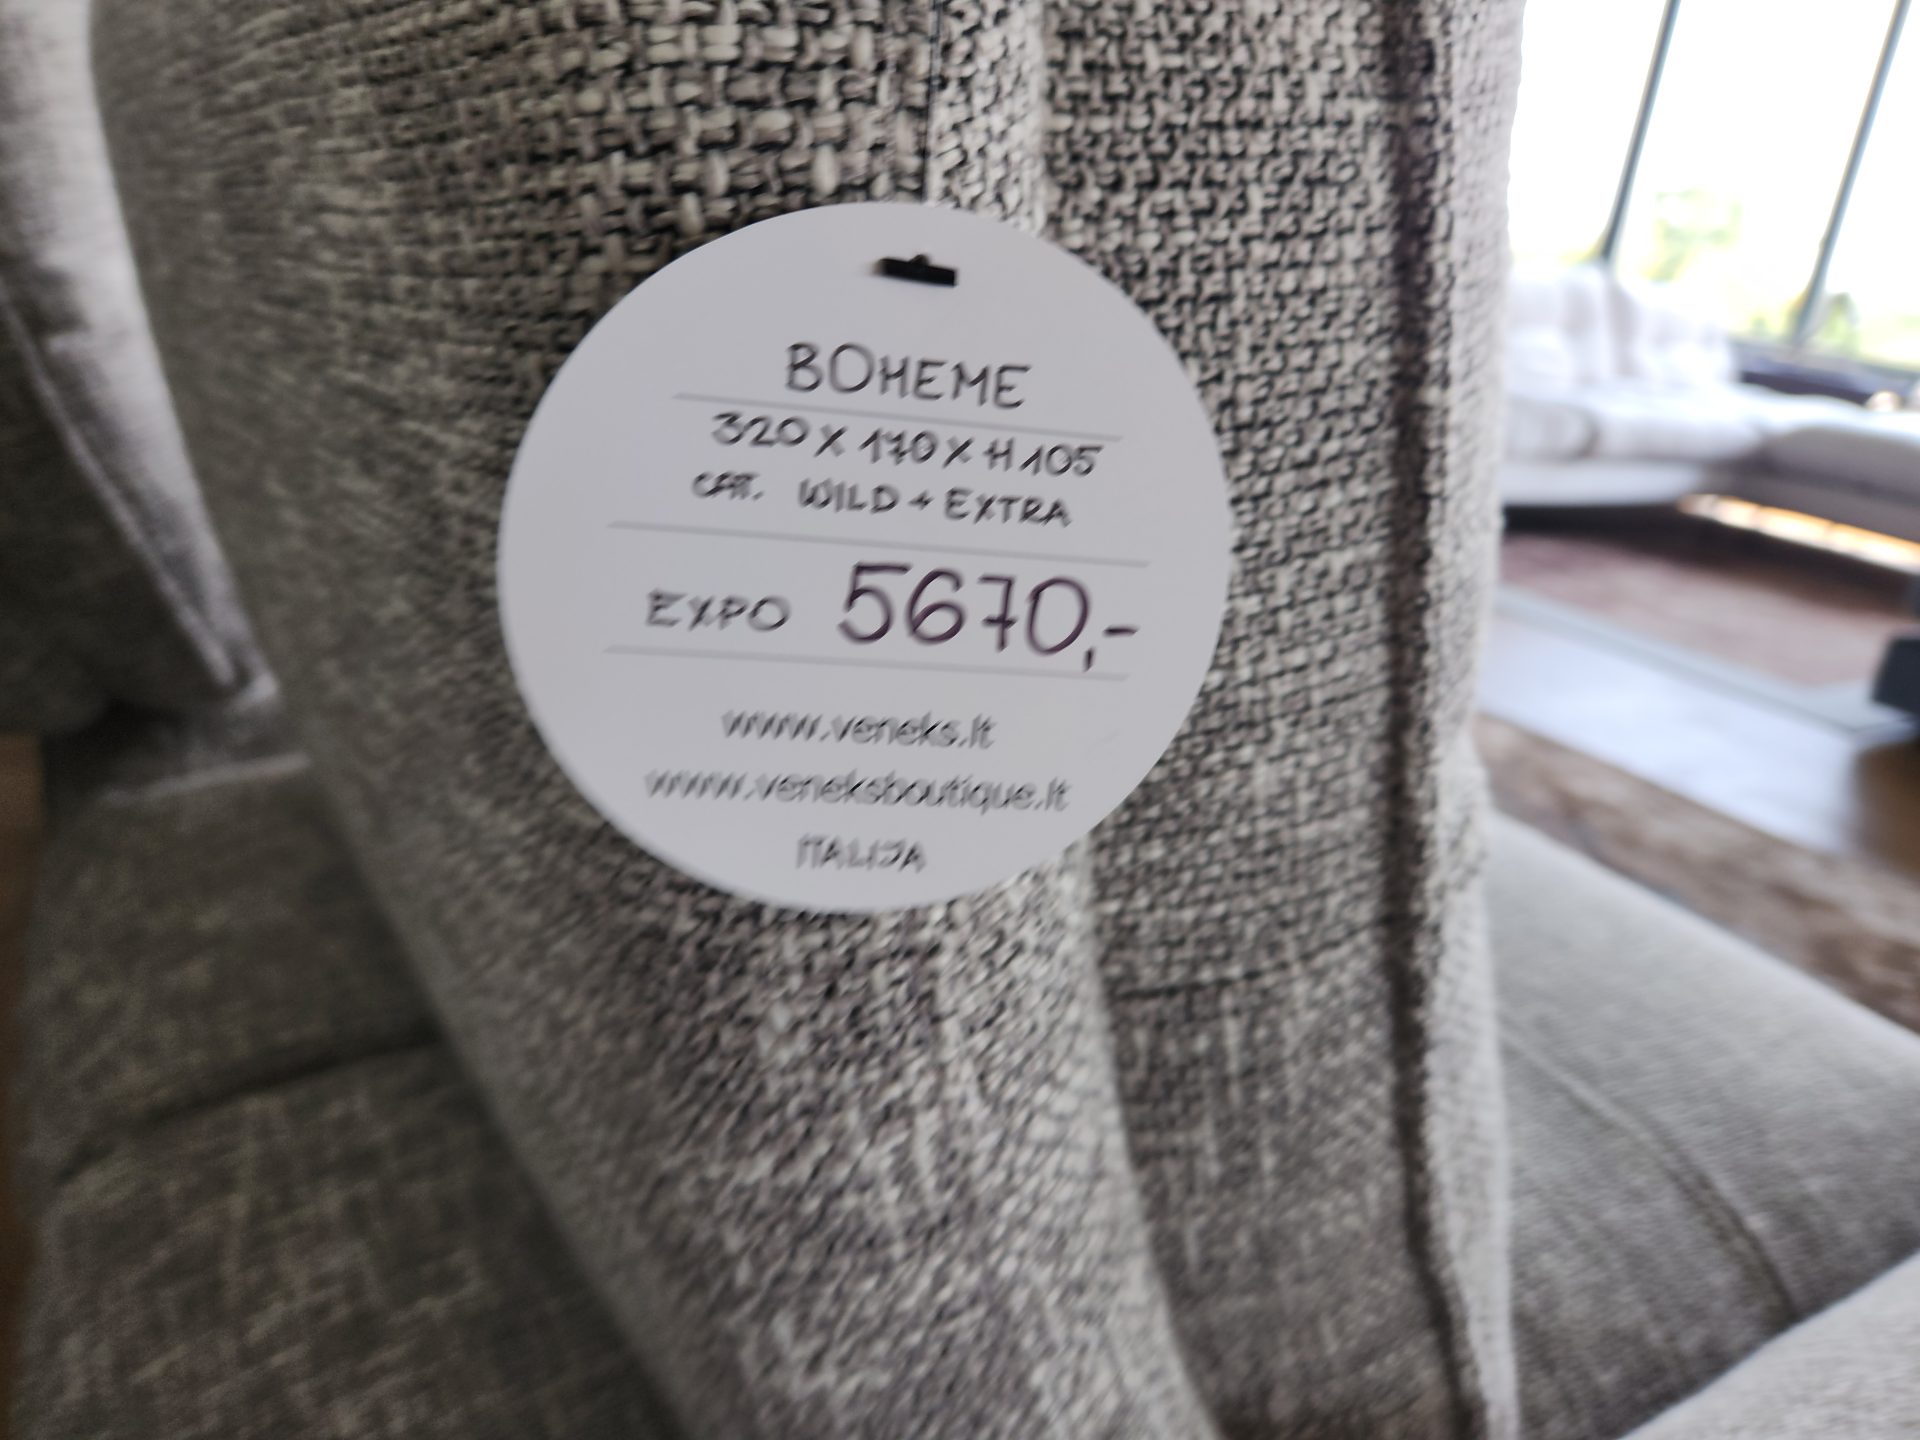 BOHEME
320 X 170 X H 105
CAT. WILD + EXTRA
EXPO 5670,-
www.veneks.lt
www.veneksboutique.lt
ITALIJA